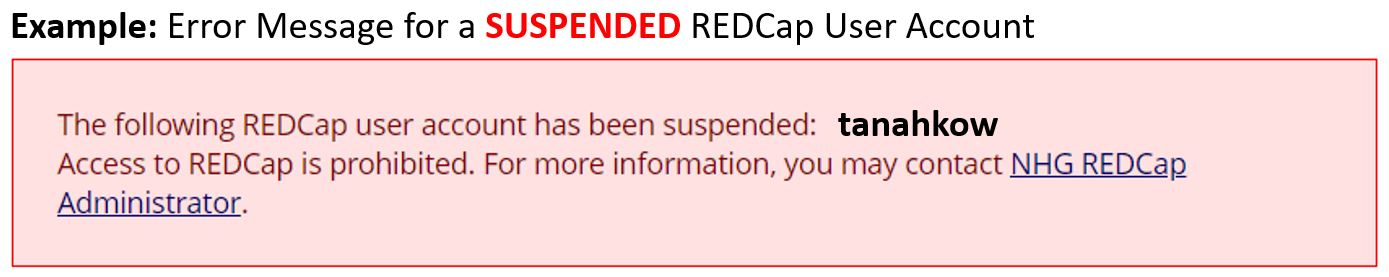 Example: Error Message for a SUSPENDED REDCap User Account
The following REDCap user account has been suspended: tanahkow
Access to REDCap is prohibited. For more information, you may contact NHG REDCap
Administrator.